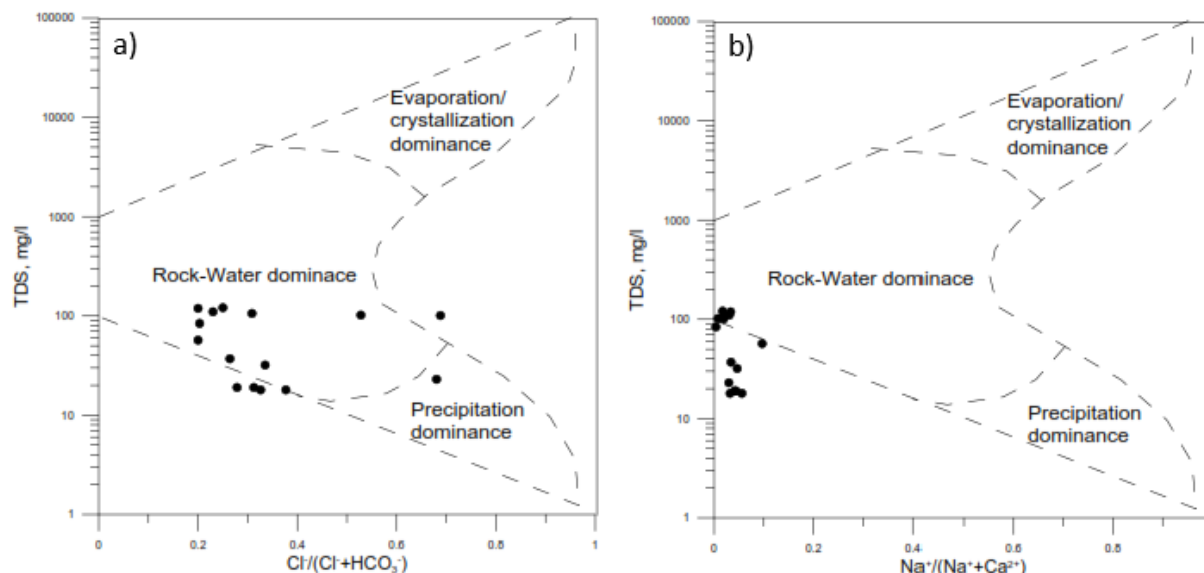 a)
100000
10000
1000
100
10
1
TDS, mg/l
Evaporation/
crystallization
dominance
Rock-Water dominace
Precipitation
dominance
0 0.2 0.4 0.6 0.8 1
Cl⁻/(Cl⁻+HCO₃⁻)
b)
100000
10000
1000
100
10
1
TDS, mg/l
Evaporation/
crystallization
dominance
Rock-Water dominace
Precipitation
dominance
0 0.2 0.4 0.6 0.8
Na⁺/(Na⁺+Ca²⁺)